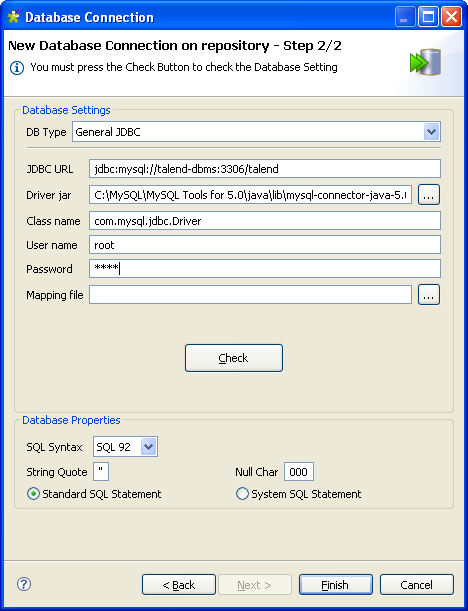 Database Connection
New Database Connection on repository - Step 2/2
You must press the Check Button to check the Database Setting
Database Settings
DB Type General JDBC
JDBC URL jdbc:mysql://talend-dbms:3306/talend
Driver jar C:\MySQL\MySQL Tools for 5.0\java\lib\mysql-connector-java-5.( ...
Class name com.mysql.jdbc.Driver
User name root
Password ****
Mapping file ...
Check
Database Properties
SQL Syntax SQL 92
String Quote " Null Char 000
Standard SQL Statement System SQL Statement
? < Back Next > Finish Cancel